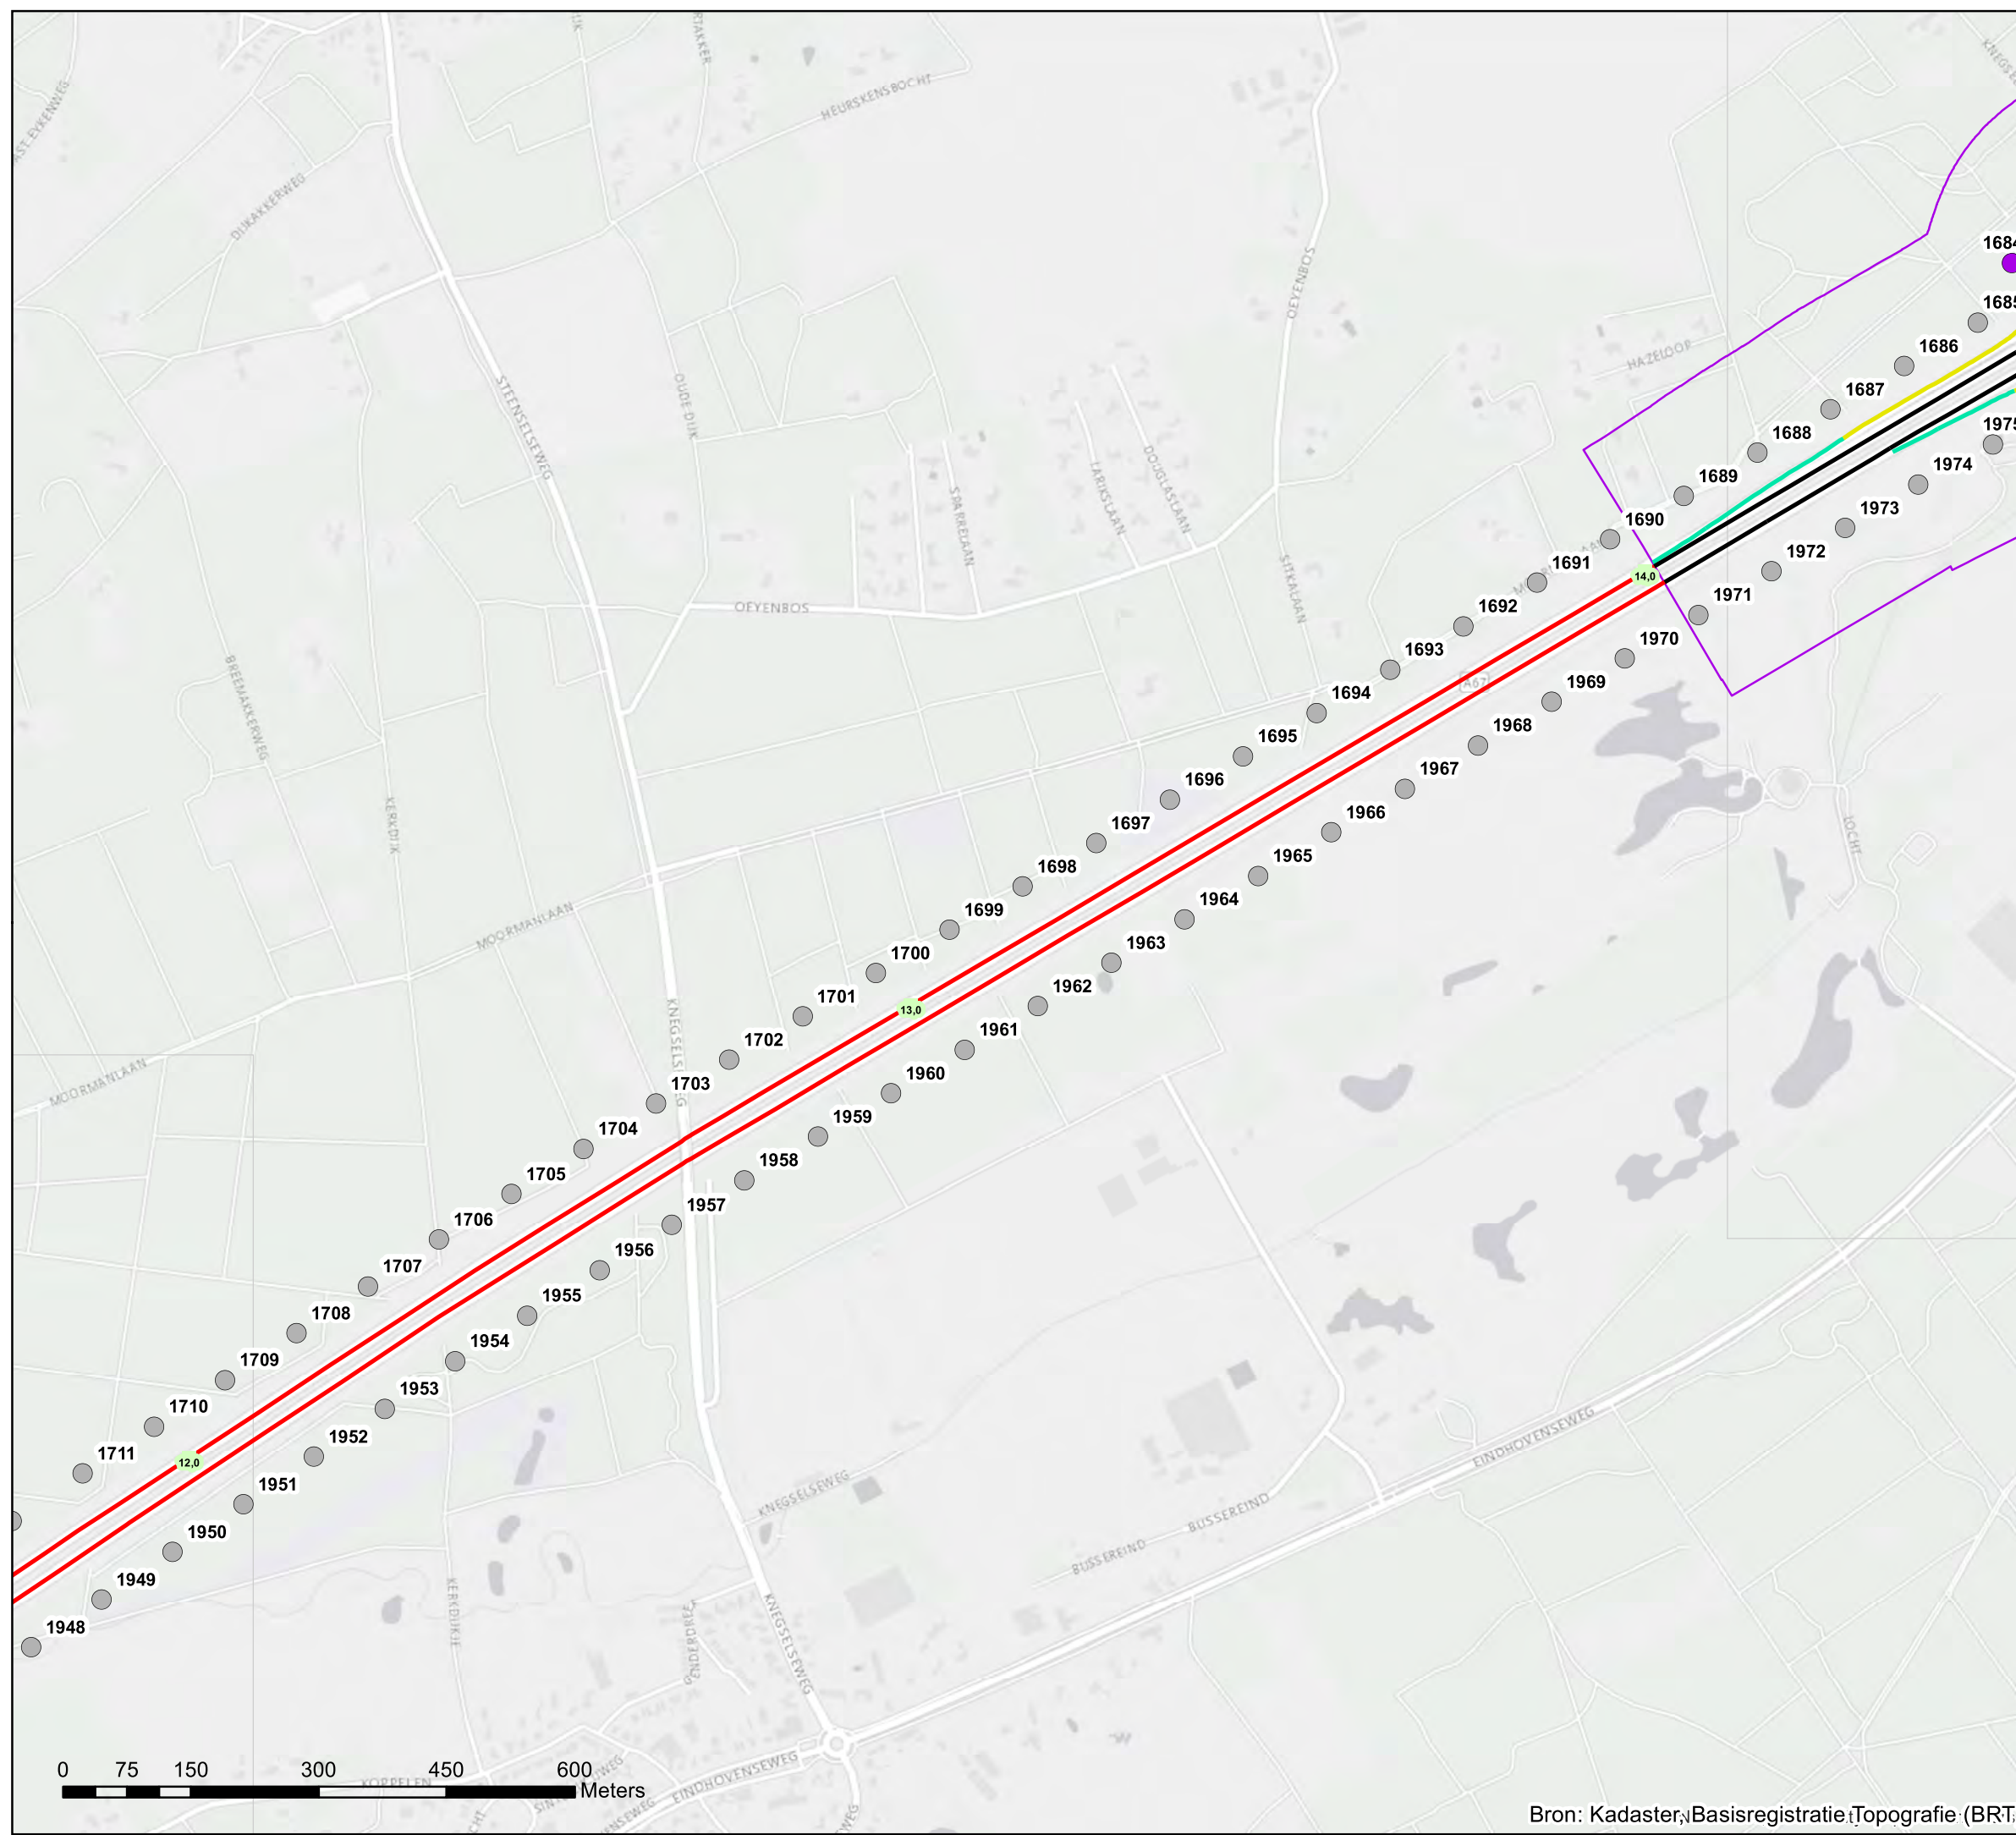 HEURSKENSBOCHT
DIJKAKKERWEG
KNEGSE
1684
1685
OEYENBOS
1686
HAZELOOP
1687
STEENSELSEWEG
OUDE DIJK
1688
1975
1974
LARIKSLAAN
DOUGLASLAAN
SPARRELAAN
1689
1973
1690
1972
1691
14,0
SITKALAAN
OEYENBOS
1692
1971
1693
1970
A67
1969
1694
1968
BREEMAKKERWEG
1695
1967
1696
1966
KERKDIJK
1697
1965
LOCHT
1698
1964
1699
MOORMANLAAN
1963
1700
1962
1701
13,0
1961
KNEGSELSEWEG
1702
1960
MOORMANLAAN
1703
1959
1704
1958
1705
1957
1706
1956
1707
1955
1708
1954
1709
1953
1710
1952
EINDHOVENSEWEG
1711
12,0
1951
KNEGSELSEWEG
BUSSEREIND
1950
BUSSEREIND
1949
KERKDIJKJE
1948
KNEGSELSEWEG
0 75 150 300 450 600
Meters
KOPPELEN
EINDHOVENSEWEG
Bron: Kadaster, Basisregistratie Topografie (BRT